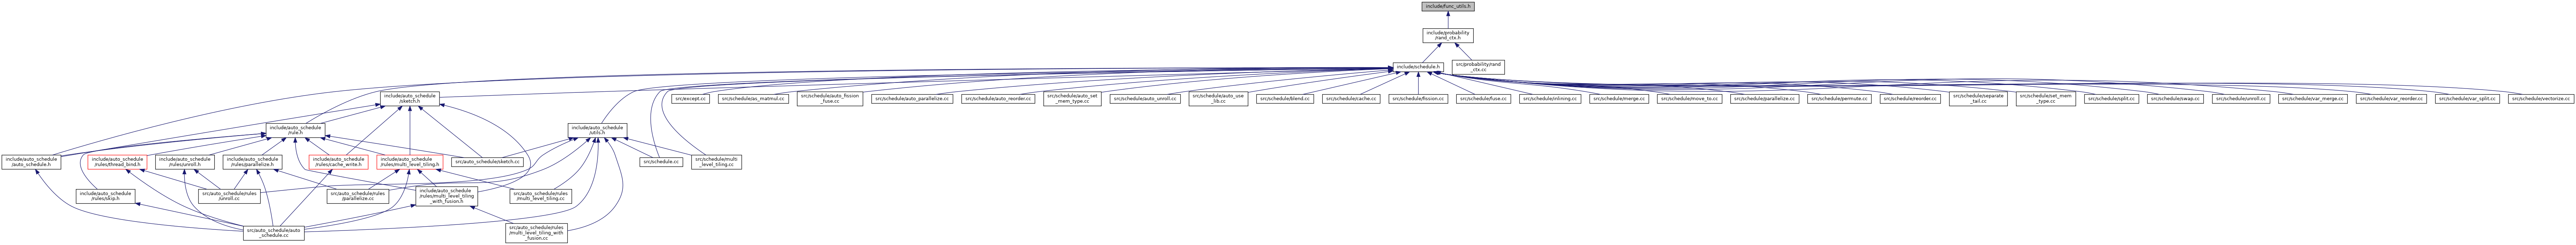 include/func_utils.h
include/probability
/rand_ctx.h
include/schedule.h
src/probability/rand
_ctx.cc
include/auto_schedule
/sketch.h
src/except.cc
src/schedule/as_matmul.cc
src/schedule/auto_fission
_fuse.cc
src/schedule/auto_parallelize.cc
src/schedule/auto_reorder.cc
src/schedule/auto_set
_mem_type.cc
src/schedule/auto_unroll.cc
src/schedule/auto_use
_lib.cc
src/schedule/blend.cc
src/schedule/cache.cc
src/schedule/fission.cc
src/schedule/fuse.cc
src/schedule/inlining.cc
src/schedule/merge.cc
src/schedule/move_to.cc
src/schedule/parallelize.cc
src/schedule/permute.cc
src/schedule/reorder.cc
src/schedule/separate
_tail.cc
src/schedule/set_mem
_type.cc
src/schedule/split.cc
src/schedule/swap.cc
src/schedule/unroll.cc
src/schedule/var_merge.cc
src/schedule/var_reorder.cc
src/schedule/var_split.cc
src/schedule/vectorize.cc
include/auto_schedule
/rule.h
include/auto_schedule
/utils.h
include/auto_schedule
/auto_schedule.h
include/auto_schedule
/rules/thread_bind.h
include/auto_schedule
/rules/unroll.h
include/auto_schedule
/rules/parallelize.h
include/auto_schedule
/rules/cache_write.h
include/auto_schedule
/rules/multi_level_tiling.h
src/auto_schedule/sketch.cc
src/schedule.cc
src/schedule/multi
_level_tiling.cc
include/auto_schedule
/rules/skip.h
src/auto_schedule/rules
/unroll.cc
src/auto_schedule/rules
/parallelize.cc
include/auto_schedule
/rules/multi_level_tiling
_with_fusion.h
src/auto_schedule/rules
/multi_level_tiling.cc
src/auto_schedule/auto
_schedule.cc
src/auto_schedule/rules
/multi_level_tiling_with
_fusion.cc